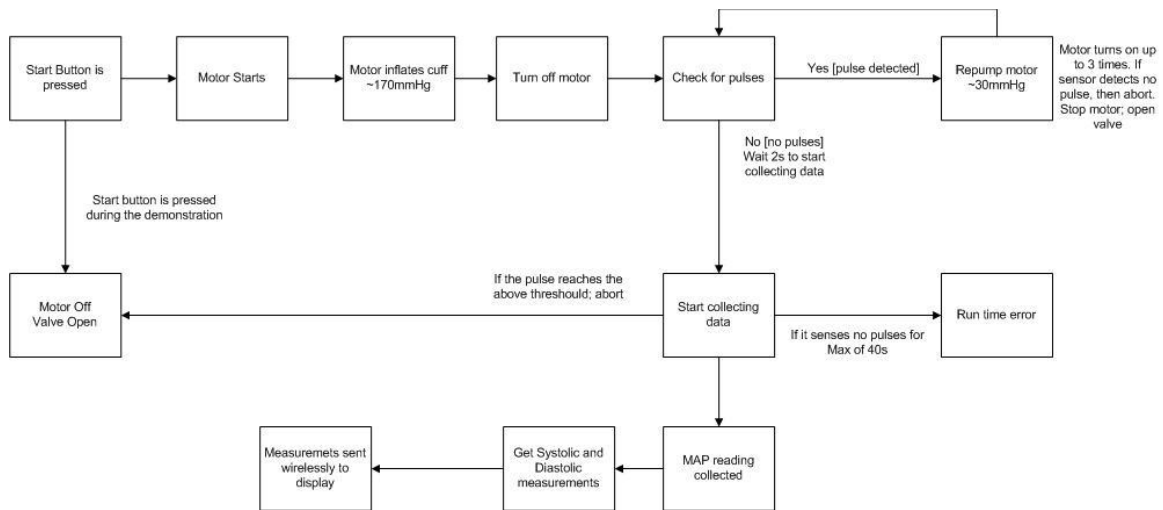 Start Button is
pressed
Motor Starts
Motor inflates cuff
~170mmHg
Turn off motor
Check for pulses
Yes [pulse detected]
Repump motor
~30mmHg
Motor turns on up
to 3 times. If
sensor detects no
pulse, then abort.
Stop motor; open
valve
No [no pulses]
Wait 2s to start
collecting data
Start button is pressed
during the demonstration
If the pulse reaches the
above threshould; abort
Motor Off
Valve Open
Start collecting
data
If it senses no pulses for
Max of 40s
Run time error
Measuremets sent
wirelessly to
display
Get Systolic and
Diastolic
measurements
MAP reading
collected